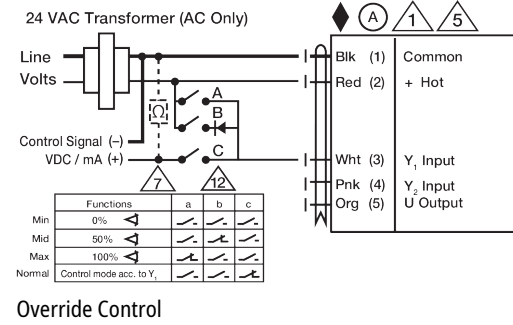 24 VAC Transformer (AC Only)
A 1 5
Line
Volts
Blk (1) Common
Red (2) + Hot
A
B
C
Ω
Control Signal (–)
VDC / mA (+)
Wht (3) Y1 Input
Pnk (4) Y2 Input
Org (5) U Output
7 12
Functions a b c
Min 0%
Mid 50%
Max 100%
Normal Control mode acc. to Y1
Override Control